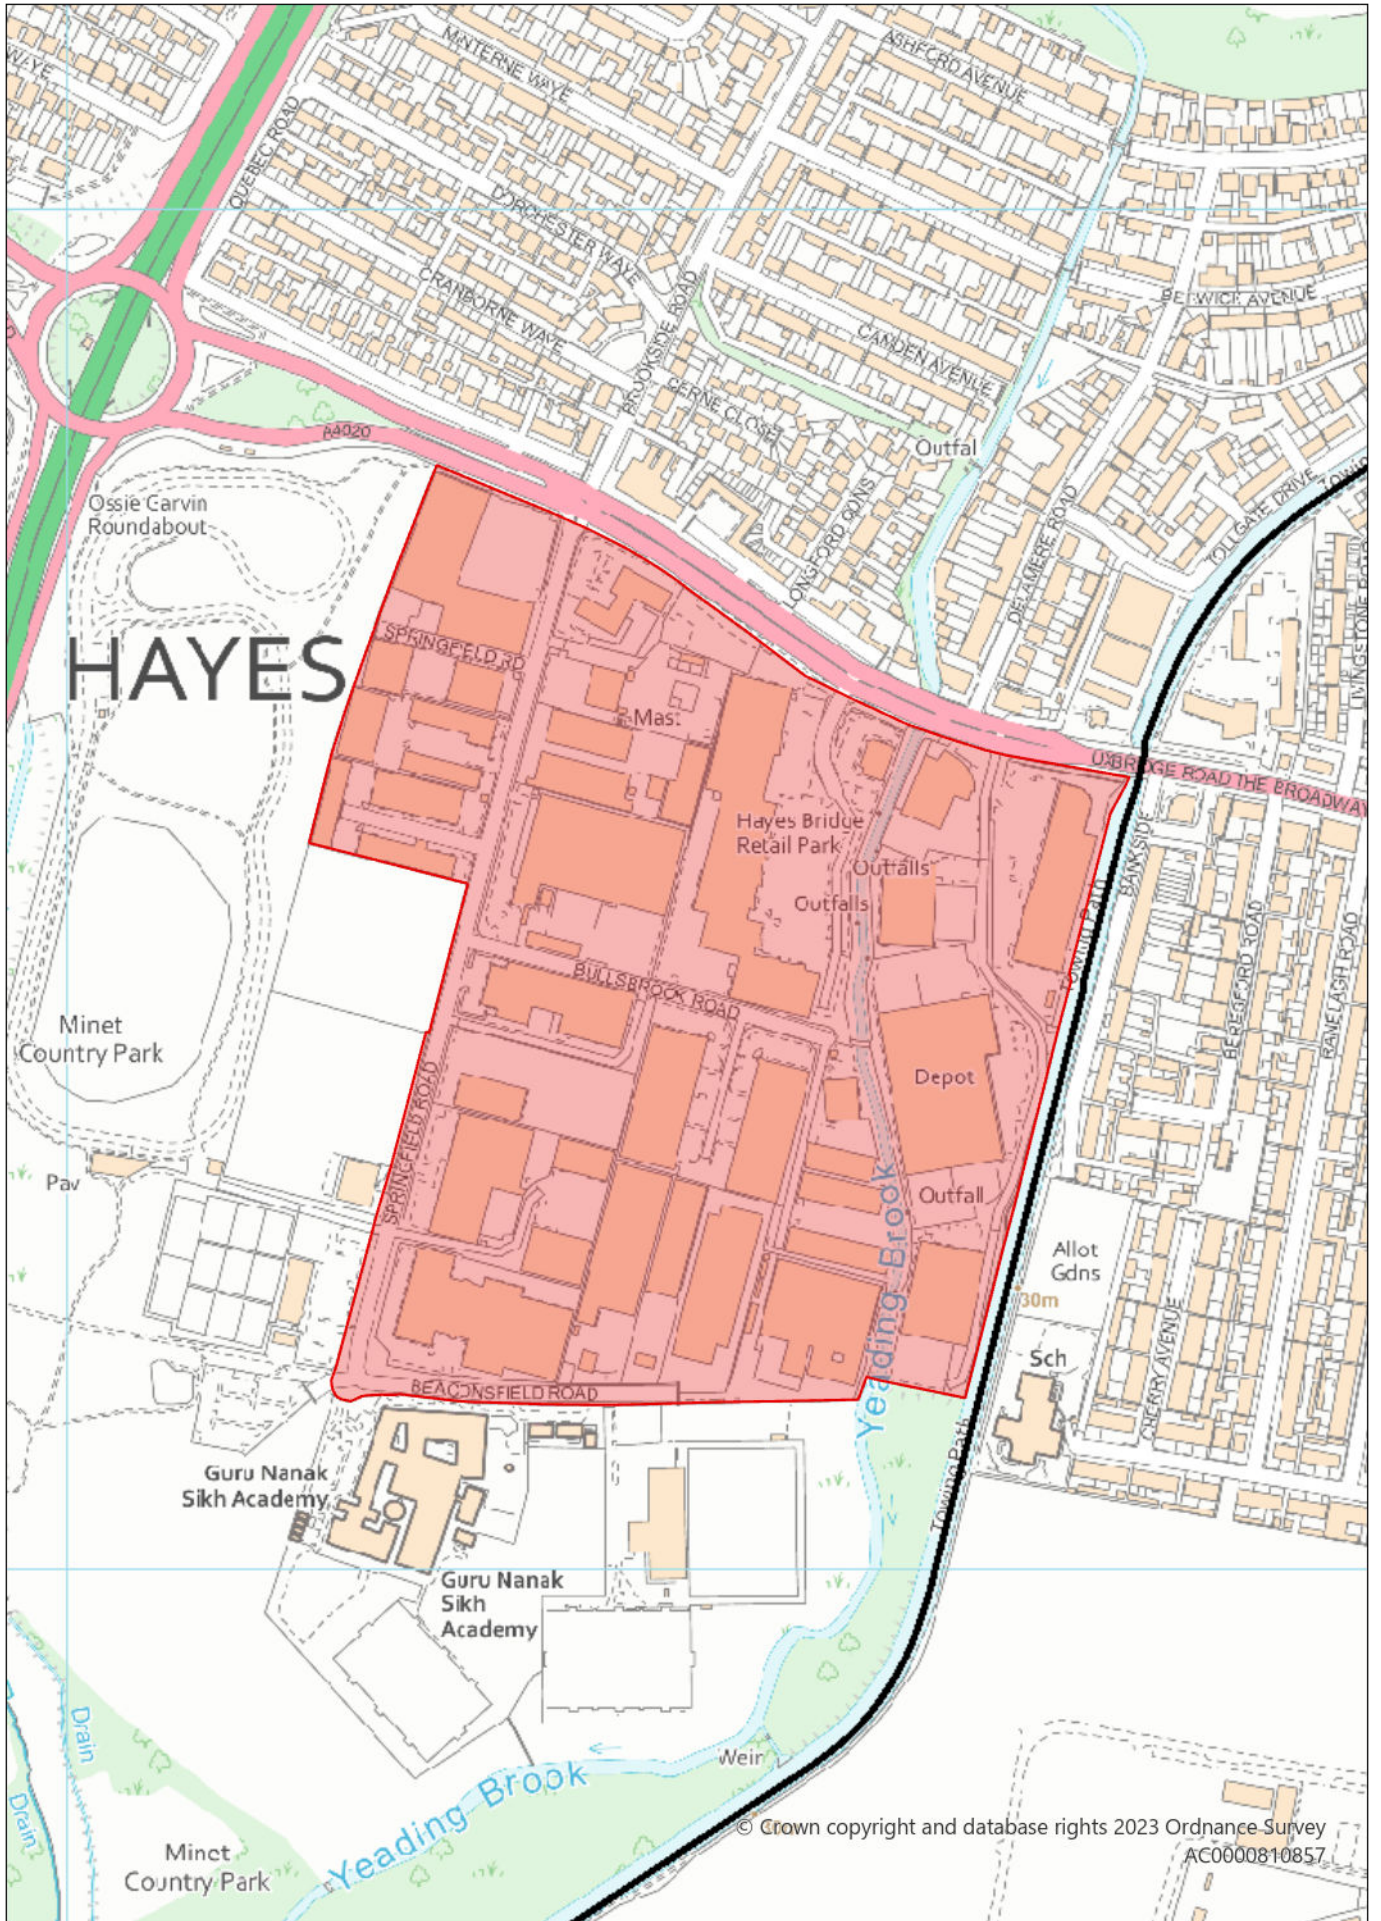 WAYE
MINTERNE WAYE
ASHFORD AVENUE
QUEBEC ROAD
DORCHESTER WAYE
CRANBORNE WAYE
BROOKSIDE ROAD
BERWICK AVENUE
CAMDEN AVENUE
CERNE CLOSE
A4020
Outfal
Ossie Garvin
Roundabout
LONGFORD GDNS
DELAMERE ROAD
TOLLGATE DRIVE
HAYES
SPRINGFIELD RD
Mast
UXBRIDGE ROAD THE BROADWAY
Hayes Bridge
Retail Park
Outfalls
Outfalls
BANKSIDE
Towing Path
BERESFORD ROAD
RANELAGH ROAD
BULLSBROOK ROAD
Minet
Country Park
Depot
SPRINGFIELD ROAD
Pav
Outfall
Yeading Brook
Allot
Gdns
30m
CHERRY AVENUE
Sch
BEACONSFIELD ROAD
Guru Nanak
Sikh Academy
Towing Path
Guru Nanak
Sikh
Academy
Drain
Weir
Yeading Brook
Drain
Minet
Country Park
© Crown copyright and database rights 2023 Ordnance Survey
AC0000810857